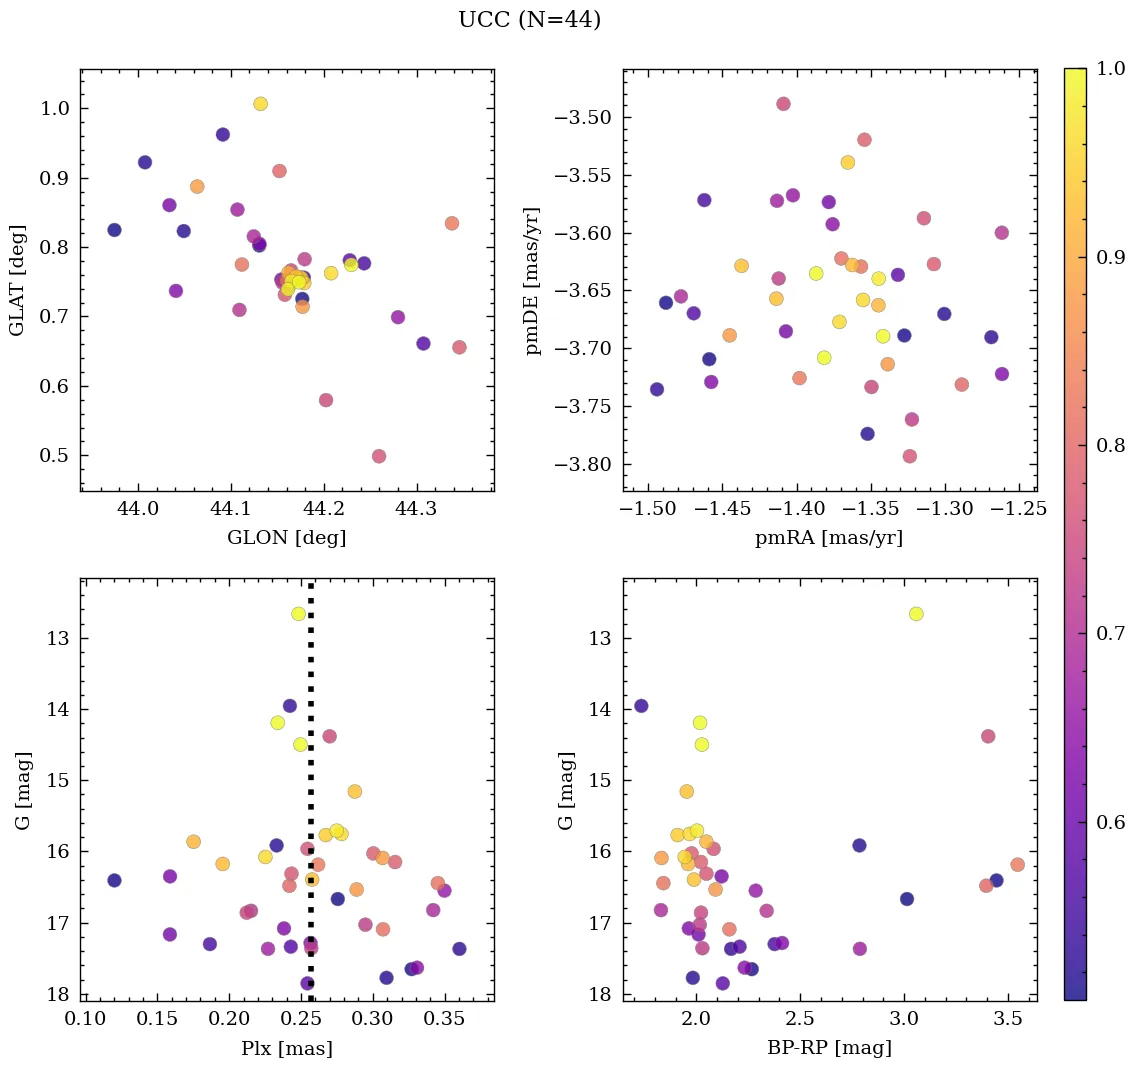 UCC (N=44)
1.0
0.9
0.8
0.7
0.6
0.5
GLAT [deg]
44.0 44.1 44.2 44.3
GLON [deg]
−3.50
−3.55
−3.60
−3.65
−3.70
−3.75
−3.80
pmDE [mas/yr]
−1.50 −1.45 −1.40 −1.35 −1.30 −1.25
pmRA [mas/yr]
13
14
15
16
17
18
G [mag]
0.10 0.15 0.20 0.25 0.30 0.35
Plx [mas]
13
14
15
16
17
18
G [mag]
2.0 2.5 3.0 3.5
BP-RP [mag]
1.0
0.9
0.8
0.7
0.6